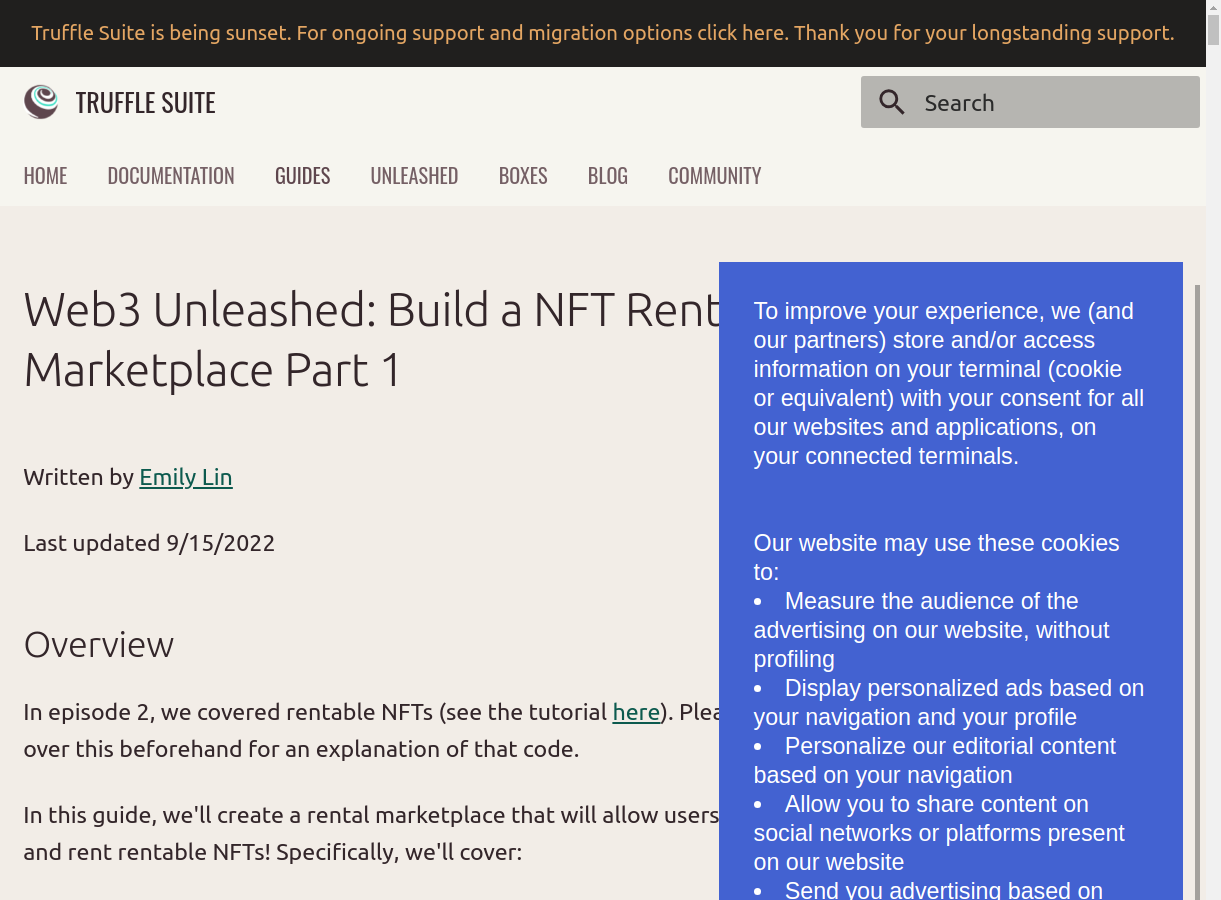 Truffle Suite is being sunset. For ongoing support and migration options click here. Thank you for your longstanding support.
TRUFFLE SUITE
Search
HOME DOCUMENTATION GUIDES UNLEASHED BOXES BLOG COMMUNITY
Web3 Unleashed: Build a NFT Rent
Marketplace Part 1
Written by Emily Lin
Last updated 9/15/2022
Overview
In episode 2, we covered rentable NFTs (see the tutorial here). Plea
over this beforehand for an explanation of that code.
In this guide, we'll create a rental marketplace that will allow users
and rent rentable NFTs! Specifically, we'll cover:
To improve your experience, we (and
our partners) store and/or access
information on your terminal (cookie
or equivalent) with your consent for all
our websites and applications, on
your connected terminals.
Our website may use these cookies
to:
• Measure the audience of the
advertising on our website, without
profiling
• Display personalized ads based on
your navigation and your profile
• Personalize our editorial content
based on your navigation
• Allow you to share content on
social networks or platforms present
on our website
• Send you advertising based on